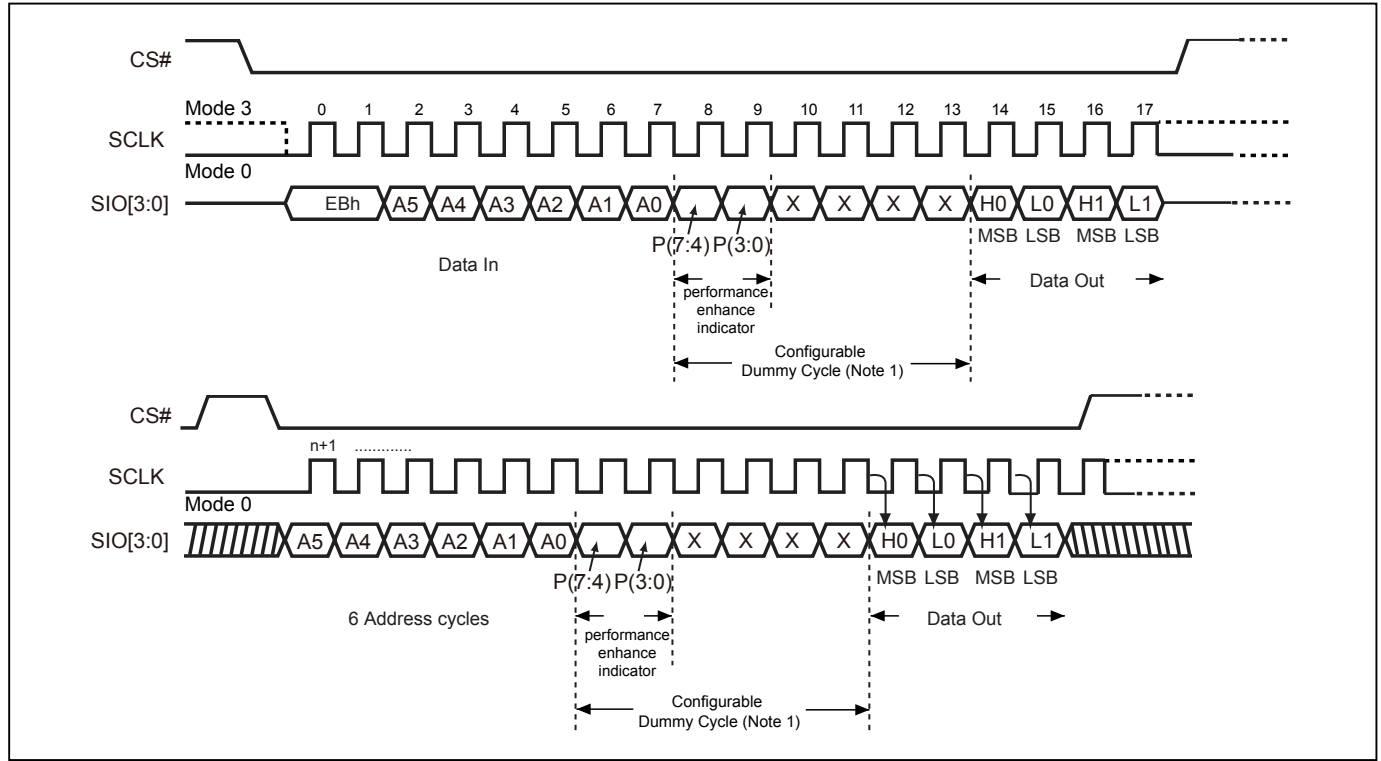 CS#
Mode 3
0 1 2 3 4 5 6 7 8 9 10 11 12 13 14 15 16 17
SCLK
Mode 0
SIO[3:0] EBh A5 A4 A3 A2 A1 A0 X X X X H0 L0 H1 L1
MSB LSB MSB LSB
P(7:4) P(3:0)
Data In
Data Out
performance
enhance
indicator
Configurable
Dummy Cycle (Note 1)
CS#
n+1 .............
SCLK
Mode 0
SIO[3:0] A5 A4 A3 A2 A1 A0 X X X X H0 L0 H1 L1
P(7:4) P(3:0)
MSB LSB MSB LSB
6 Address cycles
Data Out
performance
enhance
indicator
Configurable
Dummy Cycle (Note 1)